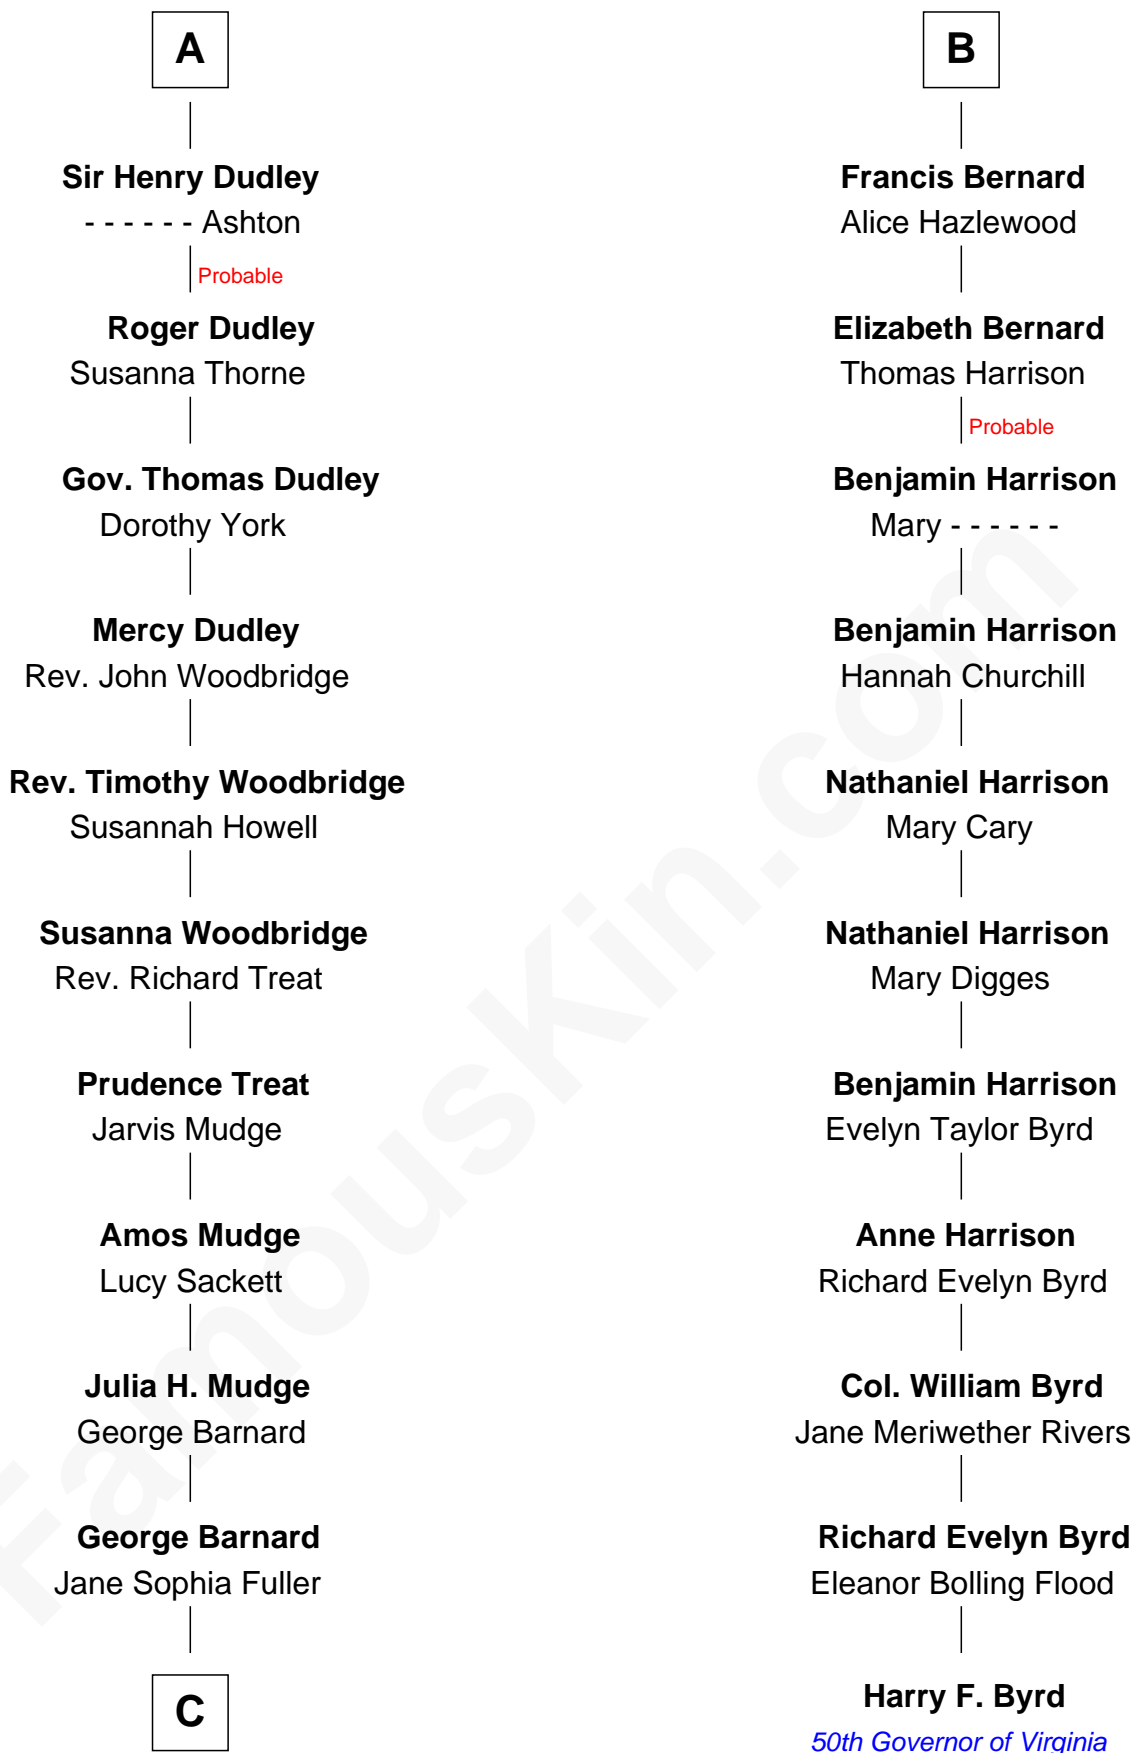 A
Sir Henry Dudley
- - - - - - Ashton
Probable
Roger Dudley
Susanna Thorne
Gov. Thomas Dudley
Dorothy York
Mercy Dudley
Rev. John Woodbridge
Rev. Timothy Woodbridge
Susannah Howell
Susanna Woodbridge
Rev. Richard Treat
Prudence Treat
Jarvis Mudge
Amos Mudge
Lucy Sackett
Julia H. Mudge
George Barnard
George Barnard
Jane Sophia Fuller
C
B
Francis Bernard
Alice Hazlewood
Elizabeth Bernard
Thomas Harrison
Probable
Benjamin Harrison
Mary - - - - - -
Benjamin Harrison
Hannah Churchill
Nathaniel Harrison
Mary Cary
Nathaniel Harrison
Mary Digges
Benjamin Harrison
Evelyn Taylor Byrd
Anne Harrison
Richard Evelyn Byrd
Col. William Byrd
Jane Meriwether Rivers
Richard Evelyn Byrd
Eleanor Bolling Flood
Harry F. Byrd
50th Governor of Virginia
FamousKin.com